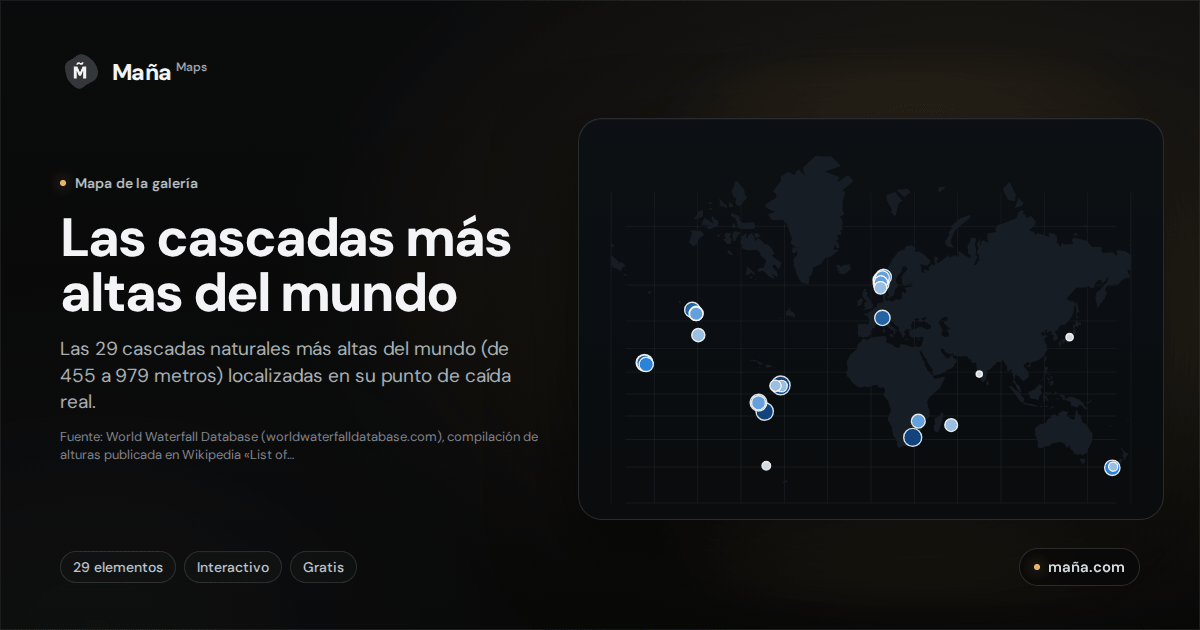 M̃
Maña Maps
Mapa de la galería
Las cascadas más
altas del mundo
Las 29 cascadas naturales más altas del mundo (de
455 a 979 metros) localizadas en su punto de caída
real.
Fuente: World Waterfall Database (worldwaterfalldatabase.com), compilación de
alturas publicada en Wikipedia «List of…
29 elementos
Interactivo
Gratis
maña.com